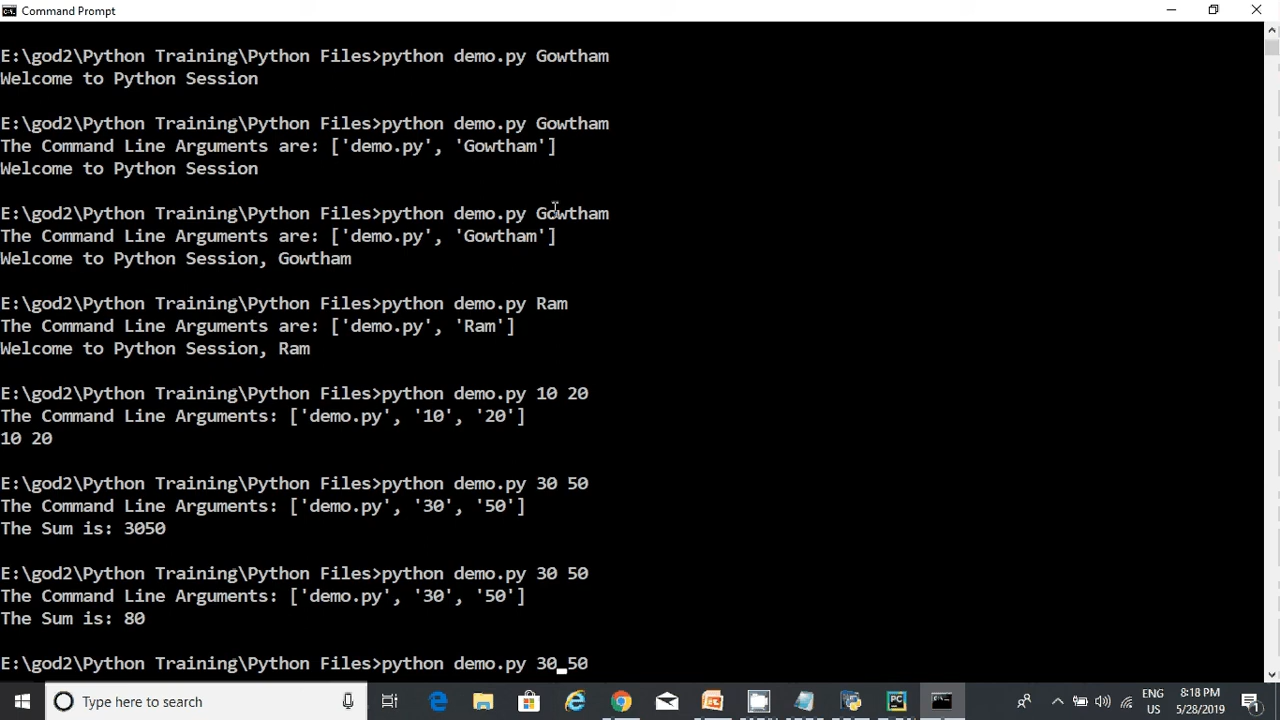 Command Prompt
E:\god2\Python Training\Python Files>python demo.py Gowtham
Welcome to Python Session
E:\god2\Python Training\Python Files>python demo.py Gowtham
The Command Line Arguments are: ['demo.py', 'Gowtham']
Welcome to Python Session
E:\god2\Python Training\Python Files>python demo.py Gowtham
The Command Line Arguments are: ['demo.py', 'Gowtham']
Welcome to Python Session, Gowtham
E:\god2\Python Training\Python Files>python demo.py Ram
The Command Line Arguments are: ['demo.py', 'Ram']
Welcome to Python Session, Ram
E:\god2\Python Training\Python Files>python demo.py 10 20
The Command Line Arguments: ['demo.py', '10', '20']
10 20
E:\god2\Python Training\Python Files>python demo.py 30 50
The Command Line Arguments: ['demo.py', '30', '50']
The Sum is: 3050
E:\god2\Python Training\Python Files>python demo.py 30 50
The Command Line Arguments: ['demo.py', '30', '50']
The Sum is: 80
E:\god2\Python Training\Python Files>python demo.py 30 50
Type here to search
PC
ENG
US
8:18 PM
5/28/2019
1